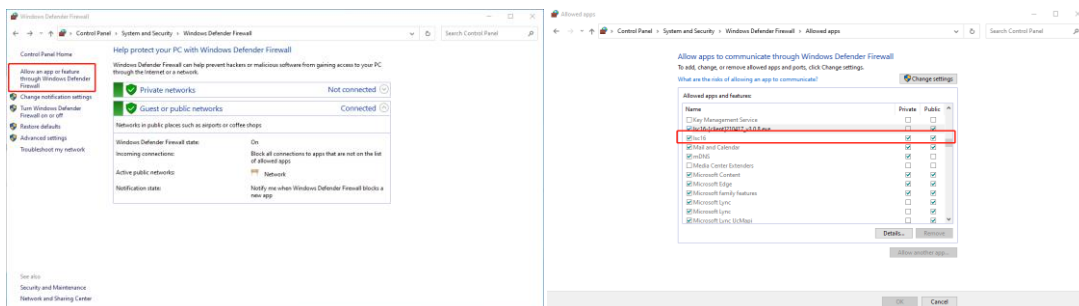 Windows Defender Firewall
Control Panel > System and Security > Windows Defender Firewall
Search Control Panel
Control Panel Home
Allow an app or feature
through Windows Defender
Firewall
Change notification settings
Turn Windows Defender
Firewall on or off
Restore defaults
Advanced settings
Troubleshoot my network
See also
Security and Maintenance
Network and Sharing Center
Help protect your PC with Windows Defender Firewall
Windows Defender Firewall can help prevent hackers or malicious software from gaining access to your PC
through the Internet or a network.
Private networks Not connected
Guest or public networks Connected
Networks in public places such as airports or coffee shops
Windows Defender Firewall state: On
Incoming connections: Block all connections to apps that are not on the list
of allowed apps
Active public networks: Network
Notification state: Notify me when Windows Defender Firewall blocks a
new app
Allowed apps
Control Panel > System and Security > Windows Defender Firewall > Allowed apps
Search Control Panel
Allow apps to communicate through Windows Defender Firewall
To add, change, or remove allowed apps and ports, click Change settings.
What are the risks of allowing an app to communicate?
Change settings
Allowed apps and features:
Name Private Public
Key Management Service
lsc16
Mail and Calendar
mDNS
Media Center Extenders
Microsoft Content
Microsoft Edge
Microsoft family features
Microsoft Lync
Microsoft Lync
Microsoft Lync UcMapi
Details... Remove
Allow another app...
OK Cancel